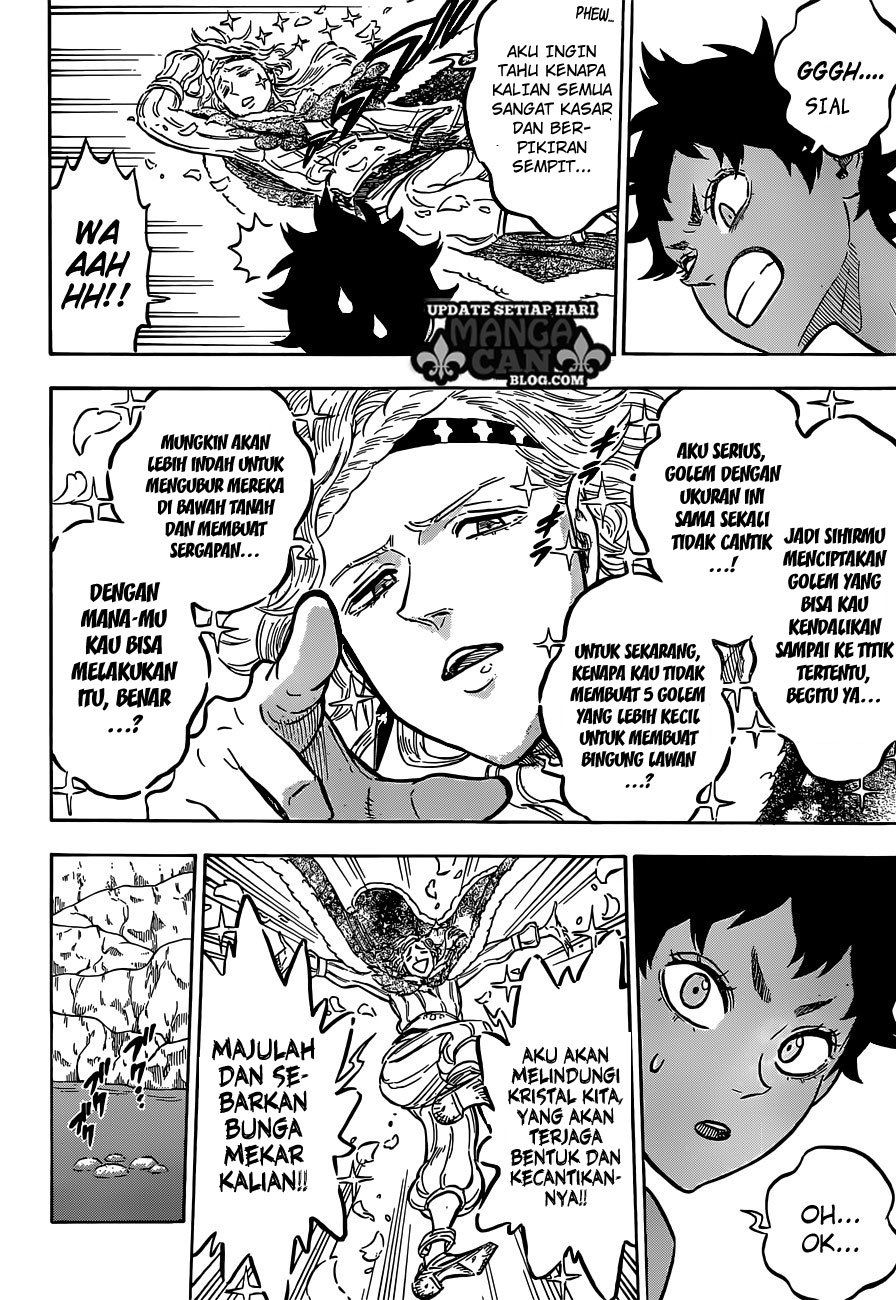 GGGH....
SIAL
PHEW...
AKU INGIN
TAHU KENAPA
KALIAN SEMUA
SANGAT KASAR
DAN BER-
PIKIRAN
SEMPIT...
WA
AAH
HH!!
UPDATE SETIAP HARI
MANGA
CAN
BLOG.COM
JADI SIHIRMU
MENCIPTAKAN
GOLEM YANG
BISA KAU
KENDALIKAN
SAMPAI KE TITIK
TERTENTU,
BEGITU YA...
AKU SERIUS,
GOLEM DENGAN
UKURAN INI
SAMA SEKALI
TIDAK CANTIK
...!
UNTUK SEKARANG,
KENAPA KAU TIDAK
MEMBUAT 5 GOLEM
YANG LEBIH KECIL
UNTUK MEMBUAT
BINGUNG LAWAN
...?
MUNGKIN AKAN
LEBIH INDAH UNTUK
MENGUBUR MEREKA
DI BAWAH TANAH
DAN MEMBUAT
SERGAPAN...
DENGAN
MANA-MU
KAU BISA
MELAKUKAN
ITU, BENAR
...?
OH...
OK...
AKU AKAN
MELINDUNGI
KRISTAL KITA,
YANG AKAN
TERJAGA
BENTUK DAN
KECANTIKAN-
NYA!!
MAJULAH
DAN SE-
BARKAN
BUNGA
MEKAR
KALIAN!!